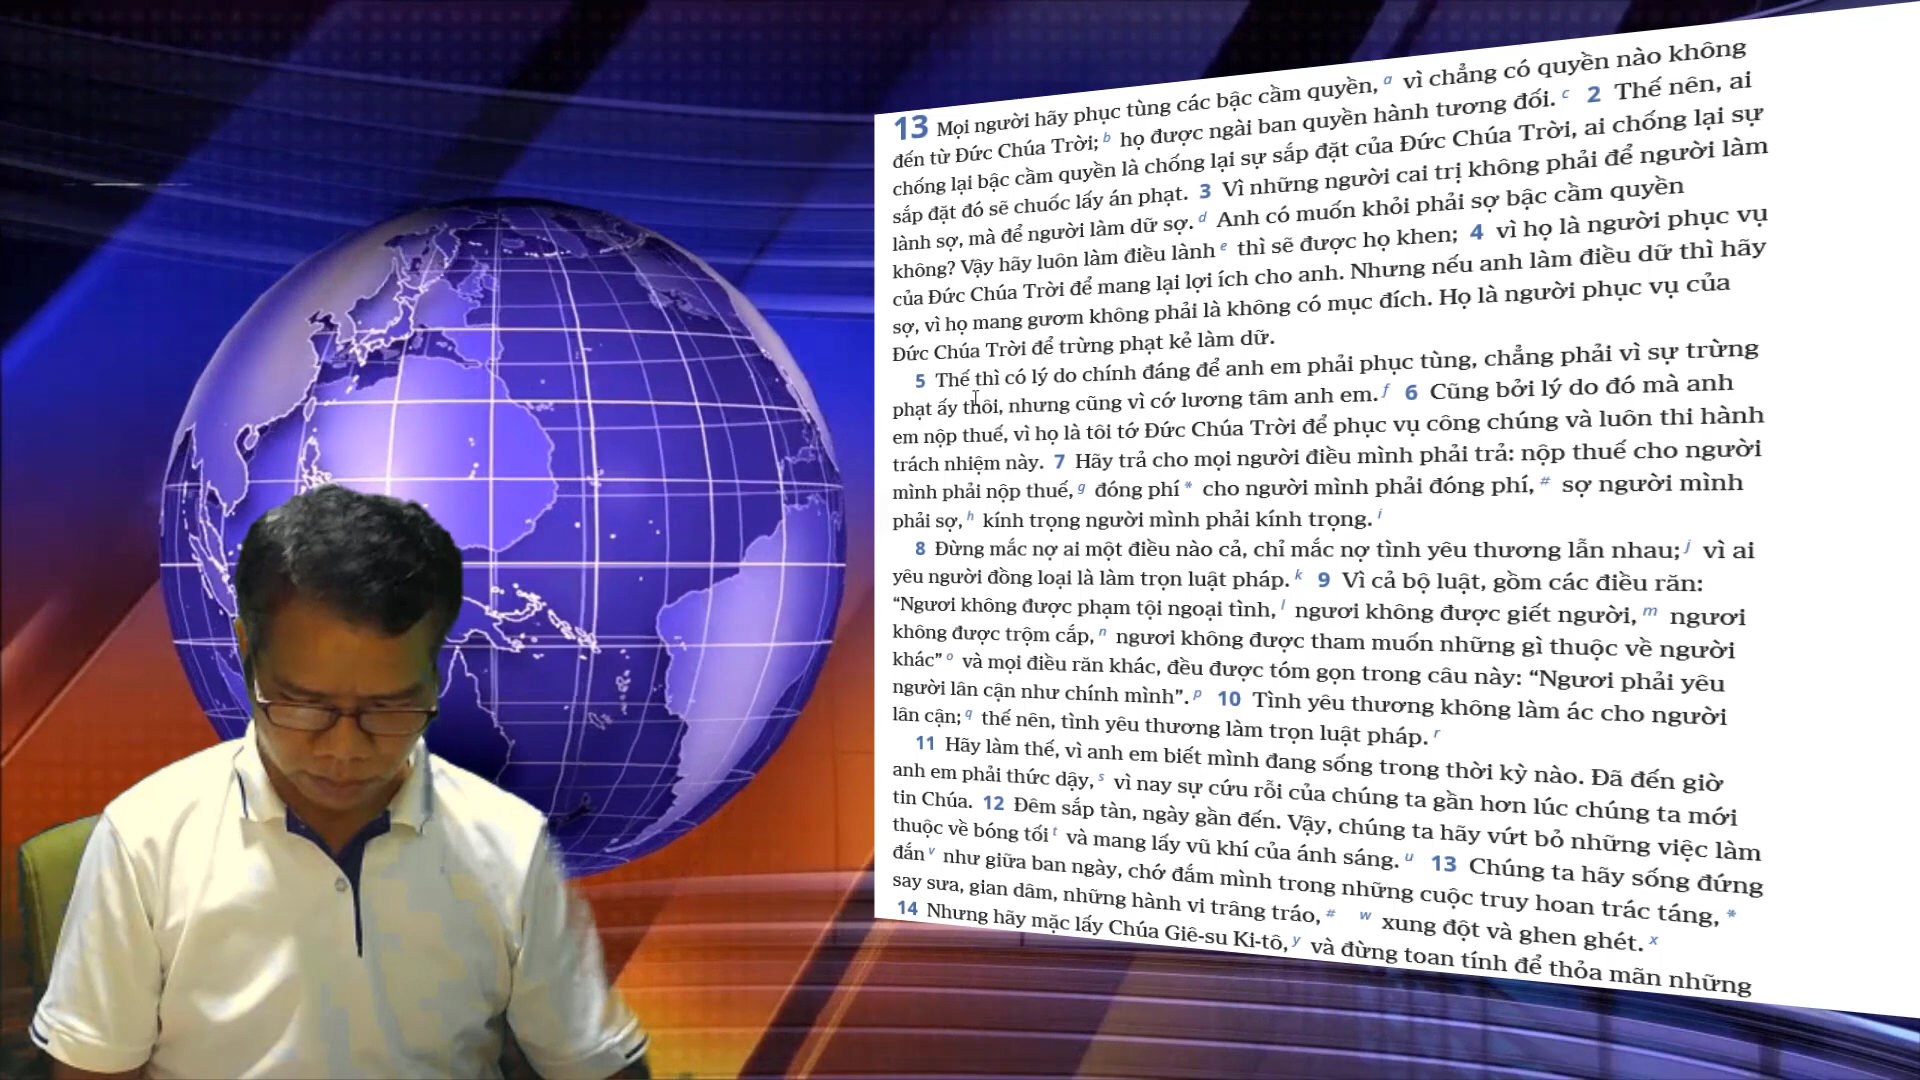 13 Mọi người hãy phục tùng các bậc cầm quyền, a vì chẳng có quyền nào không
đến từ Đức Chúa Trời; b họ được ngài ban quyền hành tương đối. c 2 Thế nên, ai
chống lại bậc cầm quyền là chống lại sự sắp đặt của Đức Chúa Trời, ai chống lại sự
sắp đặt đó sẽ chuốc lấy án phạt. 3 Vì những người cai trị không phải để người làm
lành sợ, mà để người làm dữ sợ. d Anh có muốn khỏi phải sợ bậc cầm quyền
không? Vậy hãy luôn làm điều lành e thì sẽ được họ khen; 4 vì họ là người phục vụ
của Đức Chúa Trời để mang lại lợi ích cho anh. Nhưng nếu anh làm điều dữ thì hãy
sợ, vì họ mang gươm không phải là không có mục đích. Họ là người phục vụ của
Đức Chúa Trời để trừng phạt kẻ làm dữ.
5 Thế thì có lý do chính đáng để anh em phải phục tùng, chẳng phải vì sự trừng
phạt ấy thôi, nhưng cũng vì cớ lương tâm anh em. f 6 Cũng bởi lý do đó mà anh
em nộp thuế, vì họ là tôi tớ Đức Chúa Trời để phục vụ công chúng và luôn thi hành
trách nhiệm này. 7 Hãy trả cho mọi người điều mình phải trả: nộp thuế cho người
mình phải nộp thuế, g đóng phí * cho người mình phải đóng phí, # sợ người mình
phải sợ, h kính trọng người mình phải kính trọng. i
8 Đừng mắc nợ ai một điều nào cả, chỉ mắc nợ tình yêu thương lẫn nhau; j vì ai
yêu người đồng loại là làm trọn luật pháp. k 9 Vì cả bộ luật, gồm các điều răn:
“Ngươi không được phạm tội ngoại tình, l ngươi không được giết người, m ngươi
không được trộm cắp, n ngươi không được tham muốn những gì thuộc về người
khác” o và mọi điều răn khác, đều được tóm gọn trong câu này: “Ngươi phải yêu
người lân cận như chính mình”. p 10 Tình yêu thương không làm ác cho người
lân cận; q thế nên, tình yêu thương làm trọn luật pháp. r
11 Hãy làm thế, vì anh em biết mình đang sống trong thời kỳ nào. Đã đến giờ
anh em phải thức dậy, s vì nay sự cứu rỗi của chúng ta gần hơn lúc chúng ta mới
tin Chúa. 12 Đêm sắp tàn, ngày gần đến. Vậy, chúng ta hãy vứt bỏ những việc làm
thuộc về bóng tối t và mang lấy vũ khí của ánh sáng. u 13 Chúng ta hãy sống đứng
đắn v như giữa ban ngày, chớ đắm mình trong những cuộc truy hoan trác táng, *
say sưa, gian dâm, những hành vi trâng tráo, # w xung đột và ghen ghét. x
14 Nhưng hãy mặc lấy Chúa Giê-su Ki-tô, y và đừng toan tính để thỏa mãn những